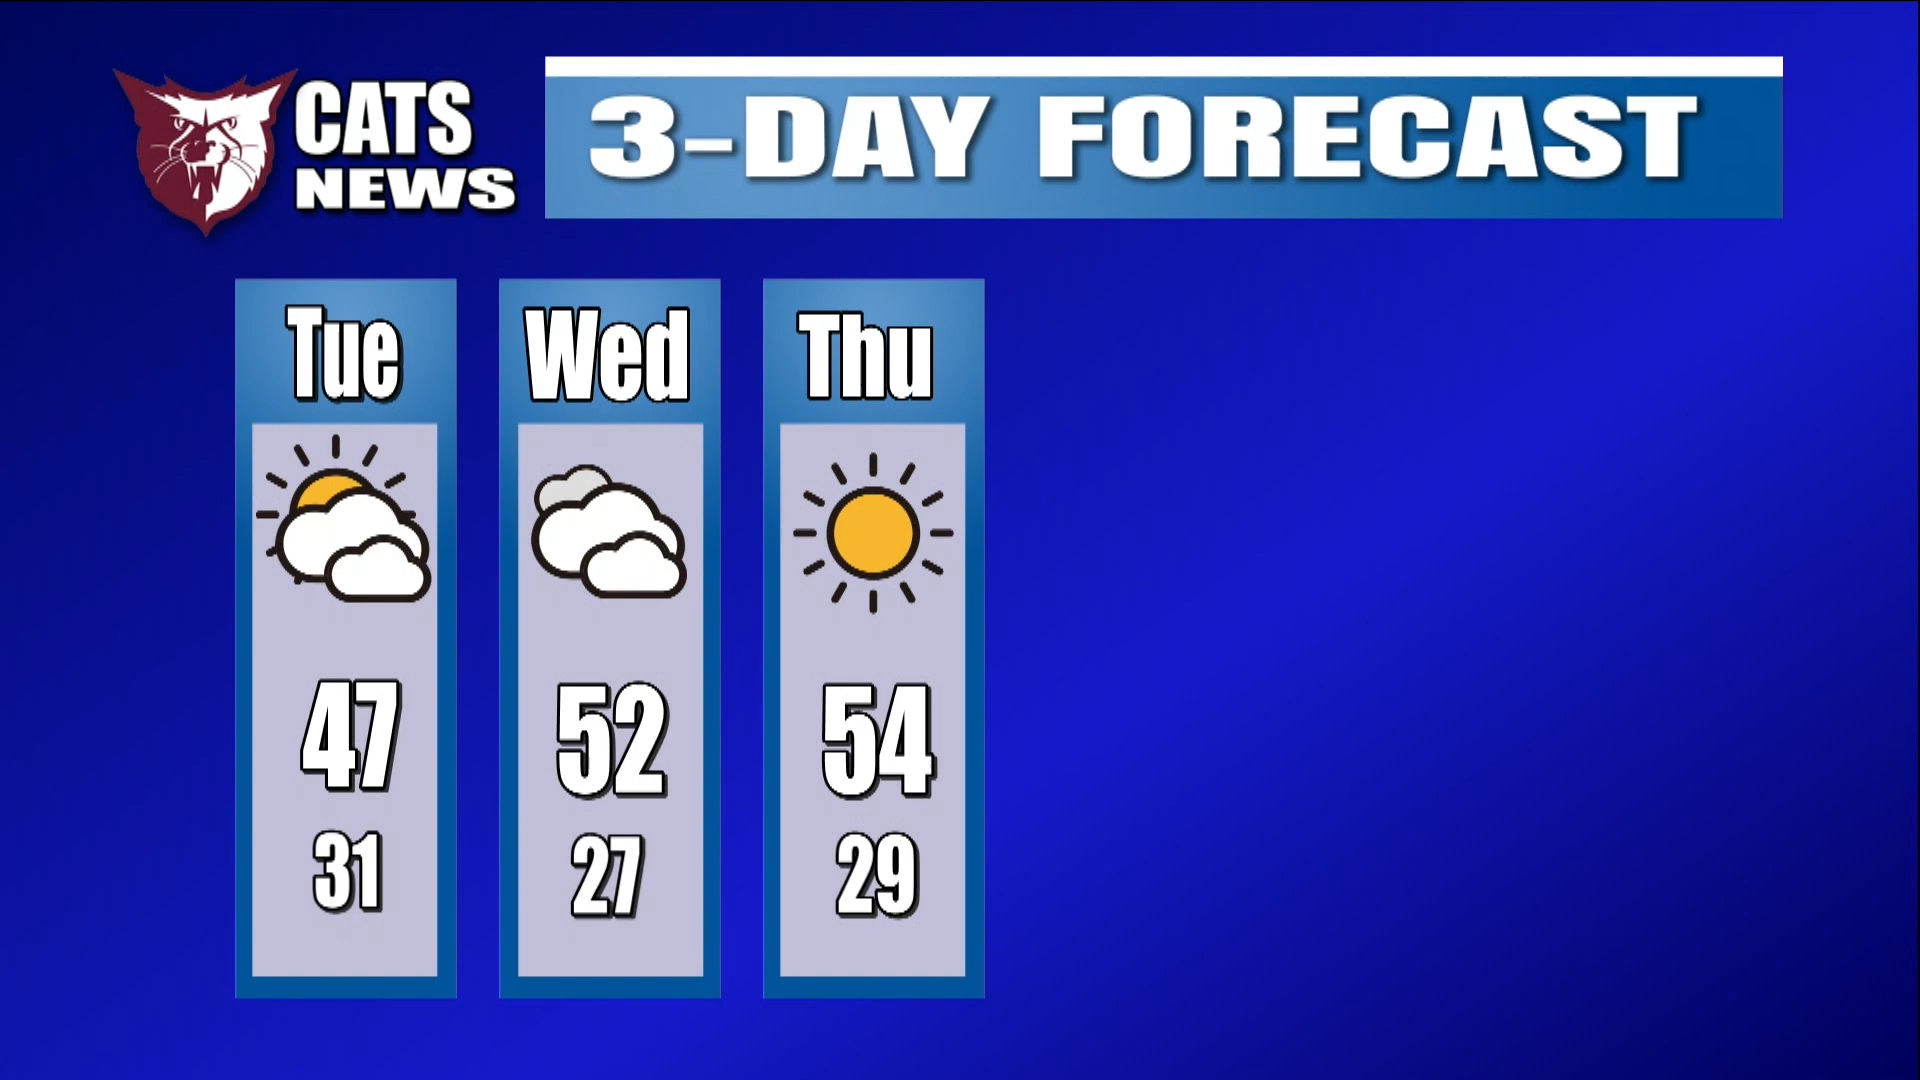 CATS
NEWS
3-DAY FORECAST
Tue
Wed
Thu
47
52
54
31
27
29